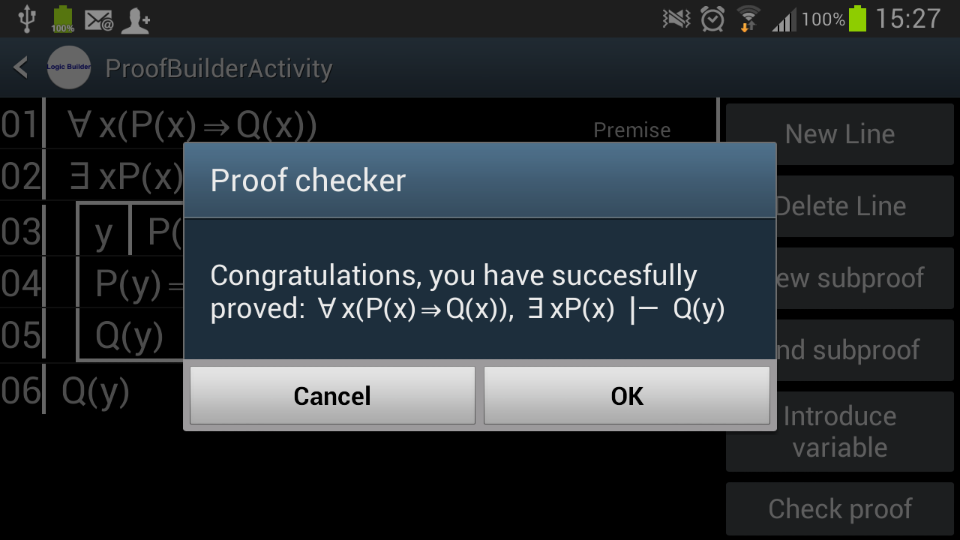 100% 100% 15:27
Logic Builder ProofBuilderActivity
01 ∀ x(P(x)⇒Q(x)) Premise
New Line
02 ∃ xP(x)
Proof checker
Delete Line
03 y P(
Congratulations, you have succesfully
proved: ∀ x(P(x)⇒Q(x)), ∃ xP(x) |— Q(y)
ew subproof
04 P(y)
05 Q(y)
nd subproof
06 Q(y)
Cancel OK
Introduce
variable
Check proof